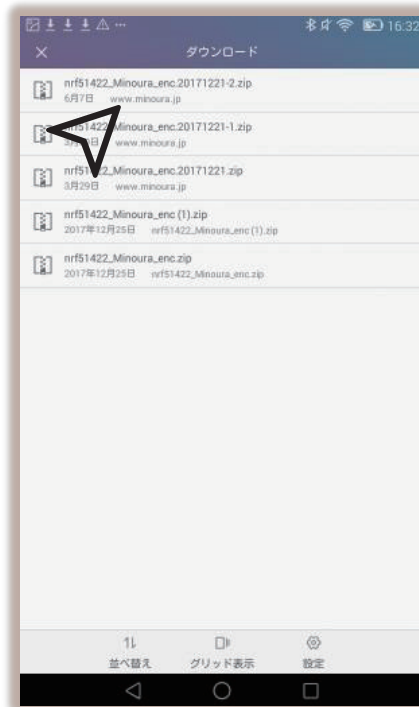 16:32
ダウンロード
nrf51422_Minoura_enc.20171221-2.zip
6月7日 www.minoura.jp
nrf51422_Minoura_enc.20171221-1.zip
www.minoura.jp
Minoura_enc.20171221.zip
3月29日 www.minoura.jp
nrf51422_Minoura_enc (1).zip
2017年12月25日 nrf51422_Minoura_enc (1).zip
nrf51422_Minoura_enc.zip
2017年12月25日 nrf51422_Minoura_enc.zip
並べ替え グリッド表示 設定